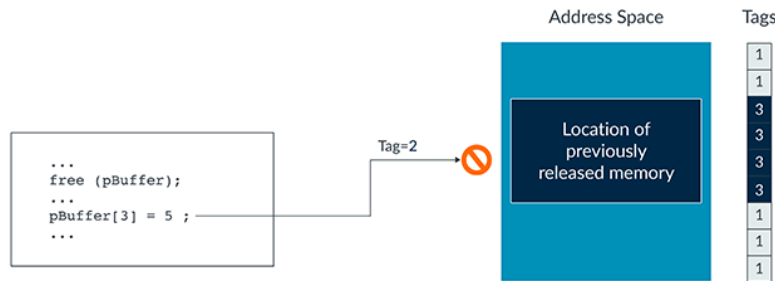 Address Space
Tags
1
1
3
3
3
3
1
1
1
Location of
previously
released memory
Tag=2
...
free (pBuffer);
...
pBuffer[3] = 5 ;
...